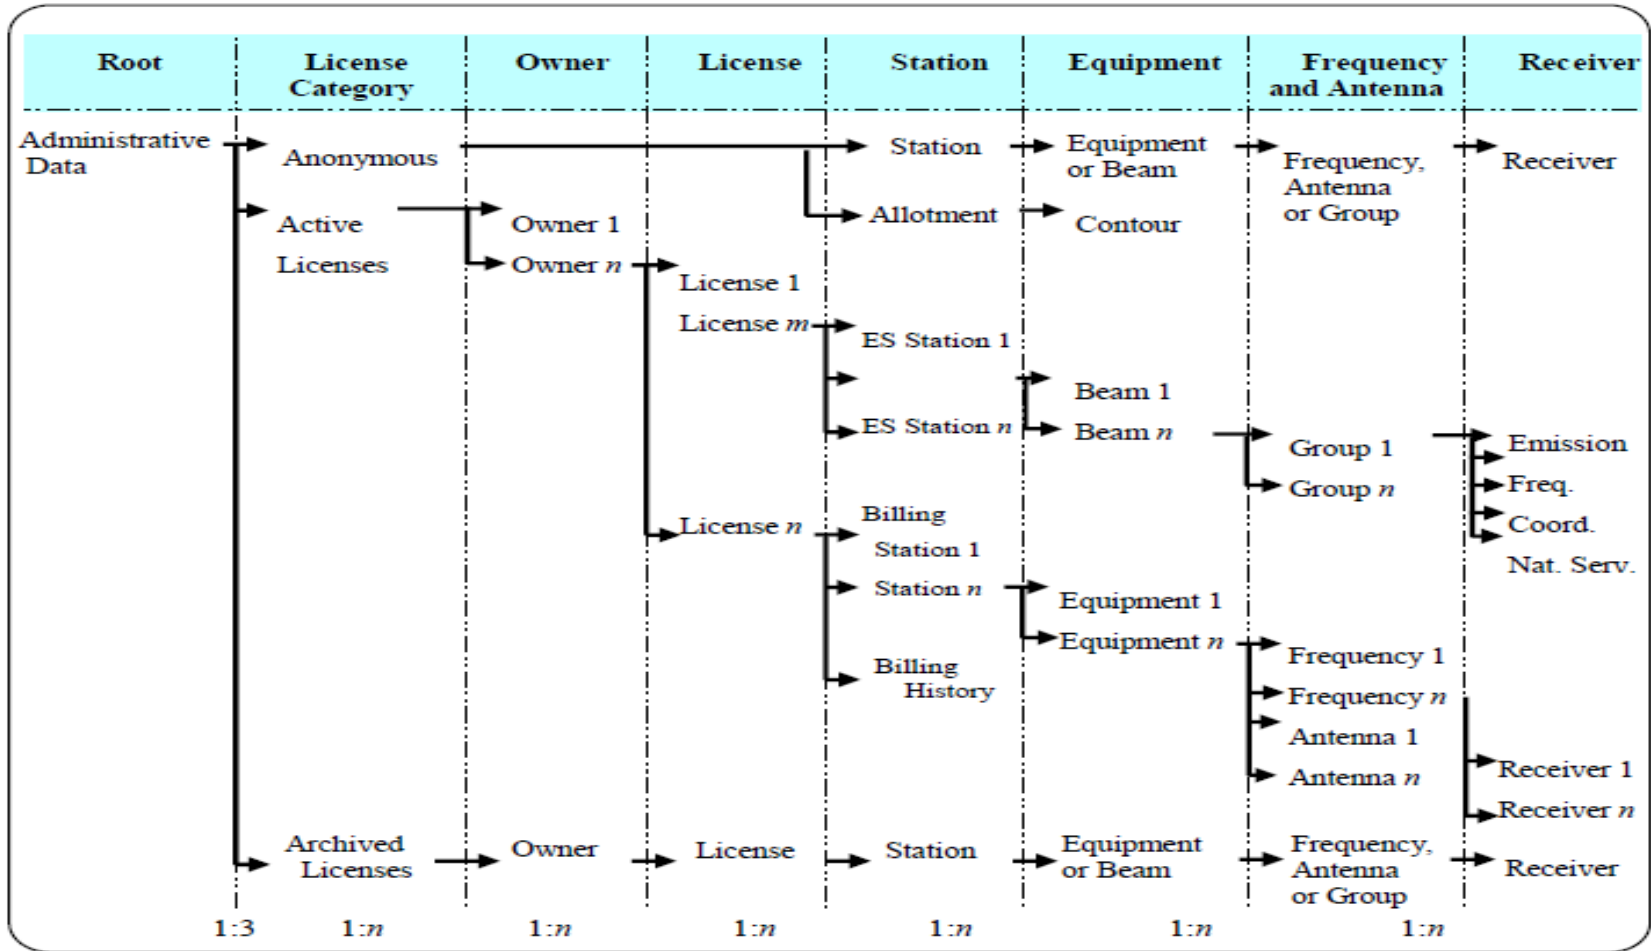 Root License Category Owner License Station Equipment Frequency and Antenna Receiver
Administrative Data
Anonymous
Station
Equipment or Beam
Frequency, Antenna or Group
Receiver
Allotment
Contour
Active Licenses
Owner 1
Owner n
License 1
License m
ES Station 1
ES Station n
Beam 1
Beam n
Group 1
Group n
Emission
Freq.
Coord.
Nat. Serv.
License n
Billing
Station 1
Station n
Billing History
Equipment 1
Equipment n
Frequency 1
Frequency n
Antenna 1
Antenna n
Receiver 1
Receiver n
Archived Licenses
Owner
License
Station
Equipment or Beam
Frequency, Antenna or Group
Receiver
1:3 1:n 1:n 1:n 1:n 1:n 1:n